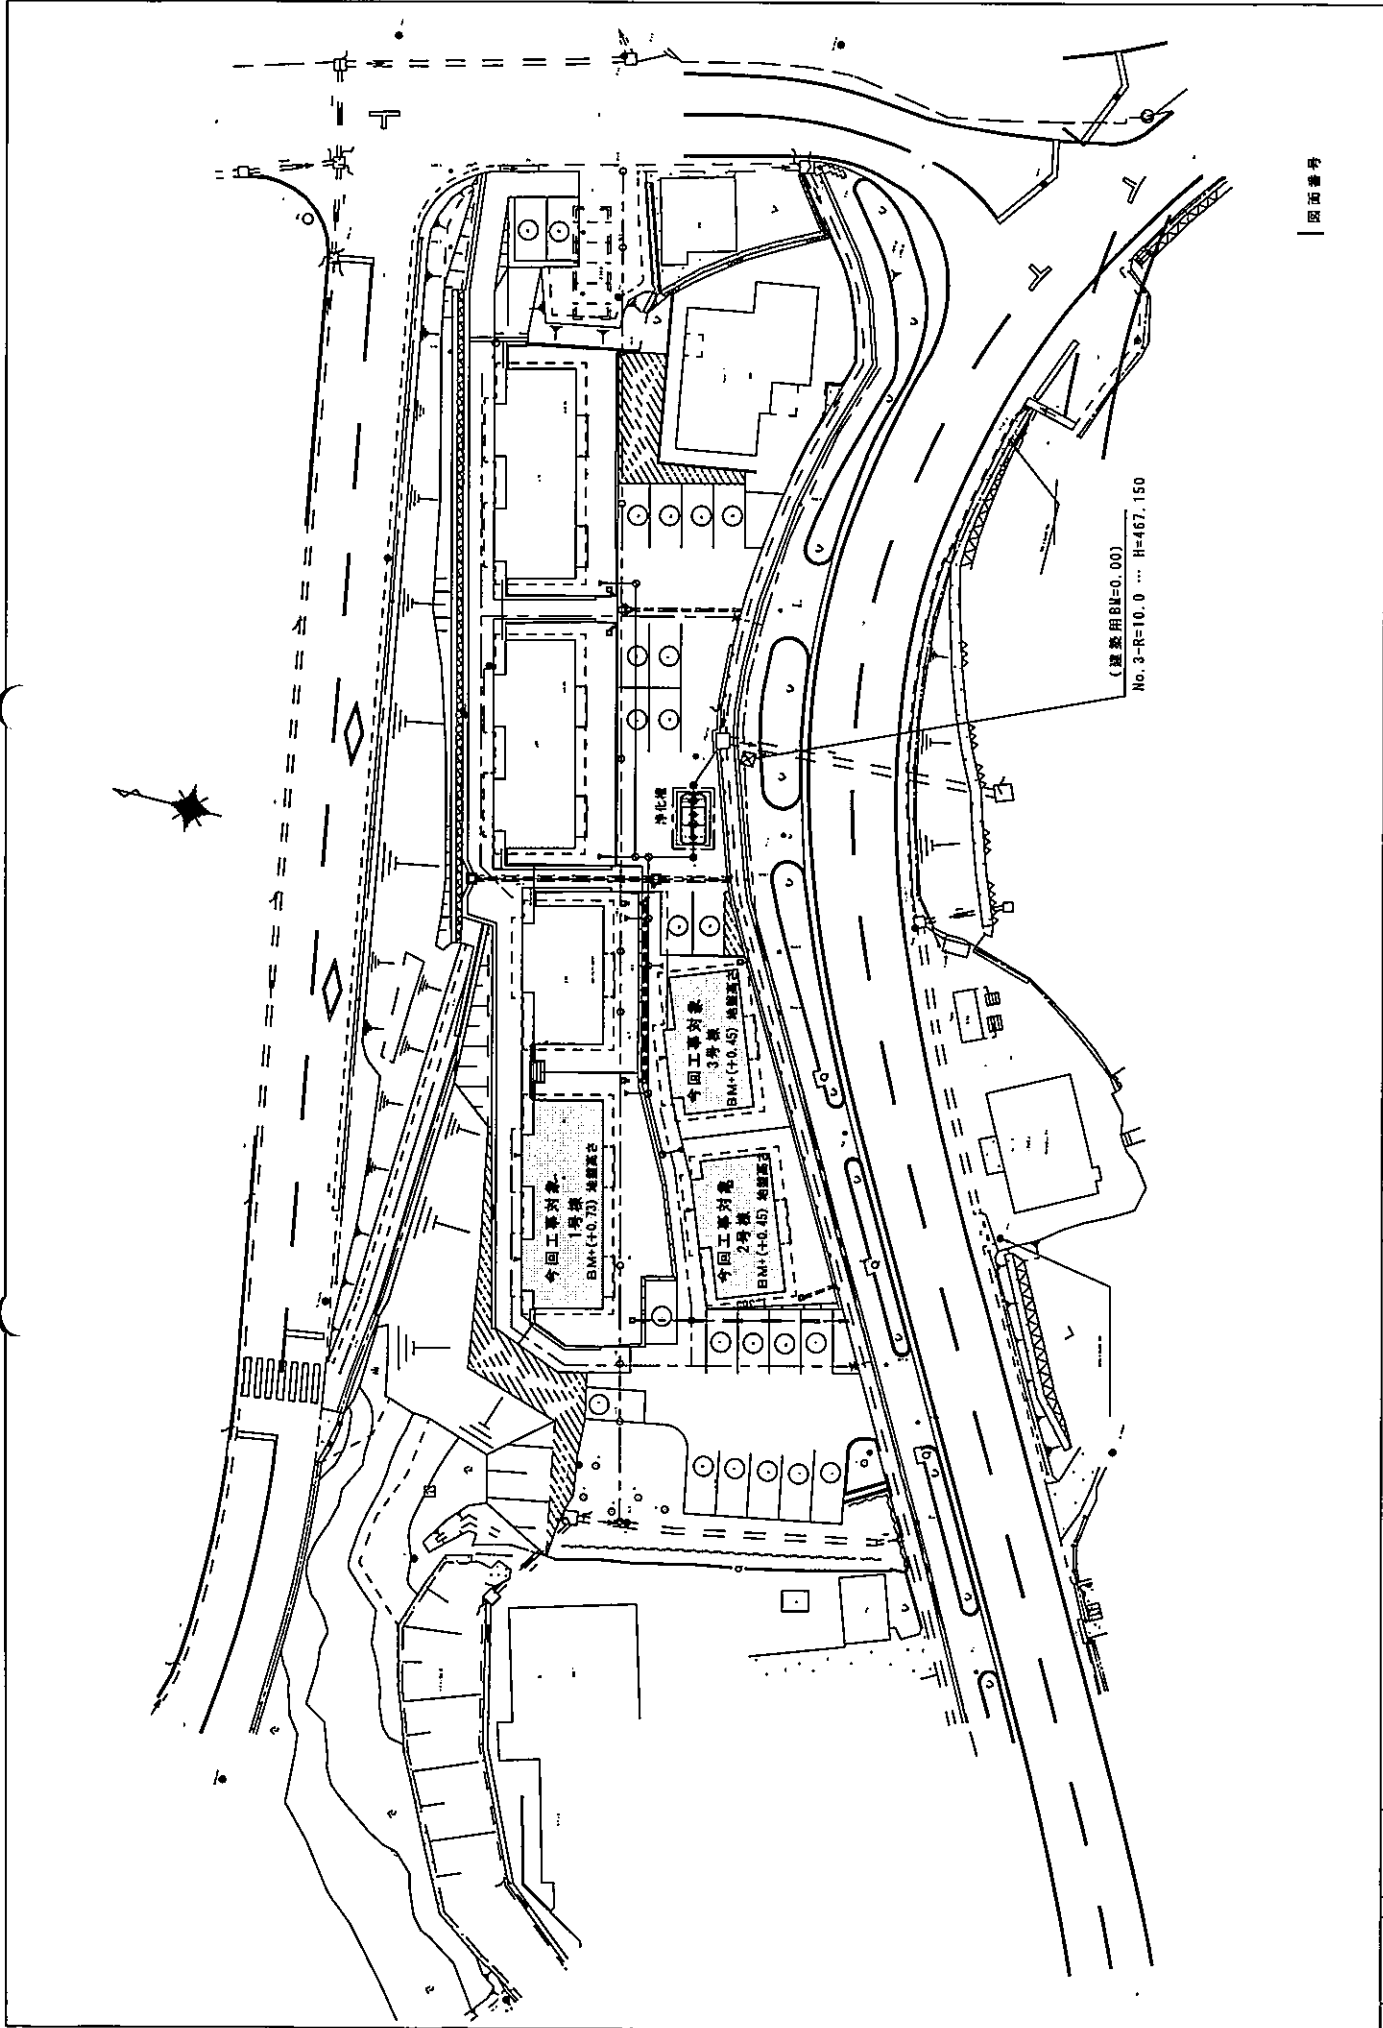 今回工事対象
1号棟
BM+(+0.73) 地盤高さ
今回工事対象
2号棟
BM+(+0.45) 地盤高さ
今回工事対象
3号棟
BM+(+0.45) 地盤高さ
浄化槽
(建築用BM=0.00)
No.3-R=10.0 … H=467.150
図面番号